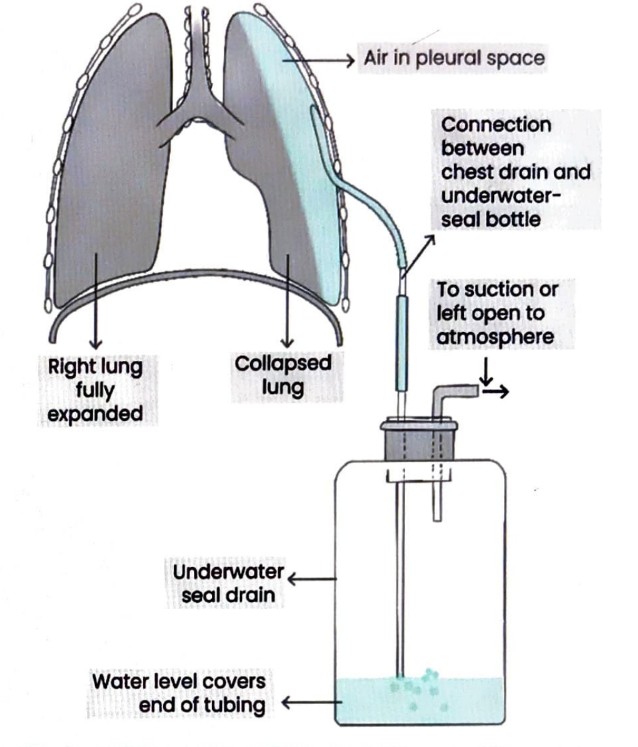 Air in pleural space
Connection
between
chest drain and
underwater-
seal bottle
To suction or
left open to
atmosphere
Right lung
fully
expanded
Collapsed
lung
Underwater
seal drain
Water level covers
end of tubing